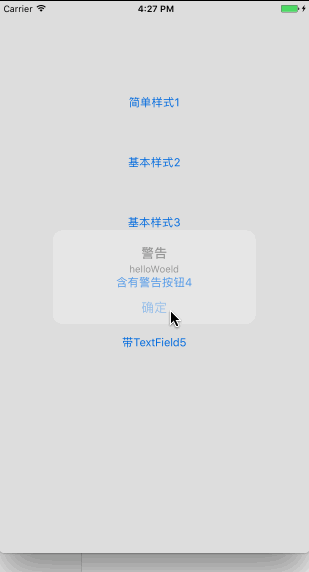 Carrier 4:27 PM
简单样式1
基本样式2
基本样式3
警告
helloWoeld
含有警告按钮4
确定
带TextField5